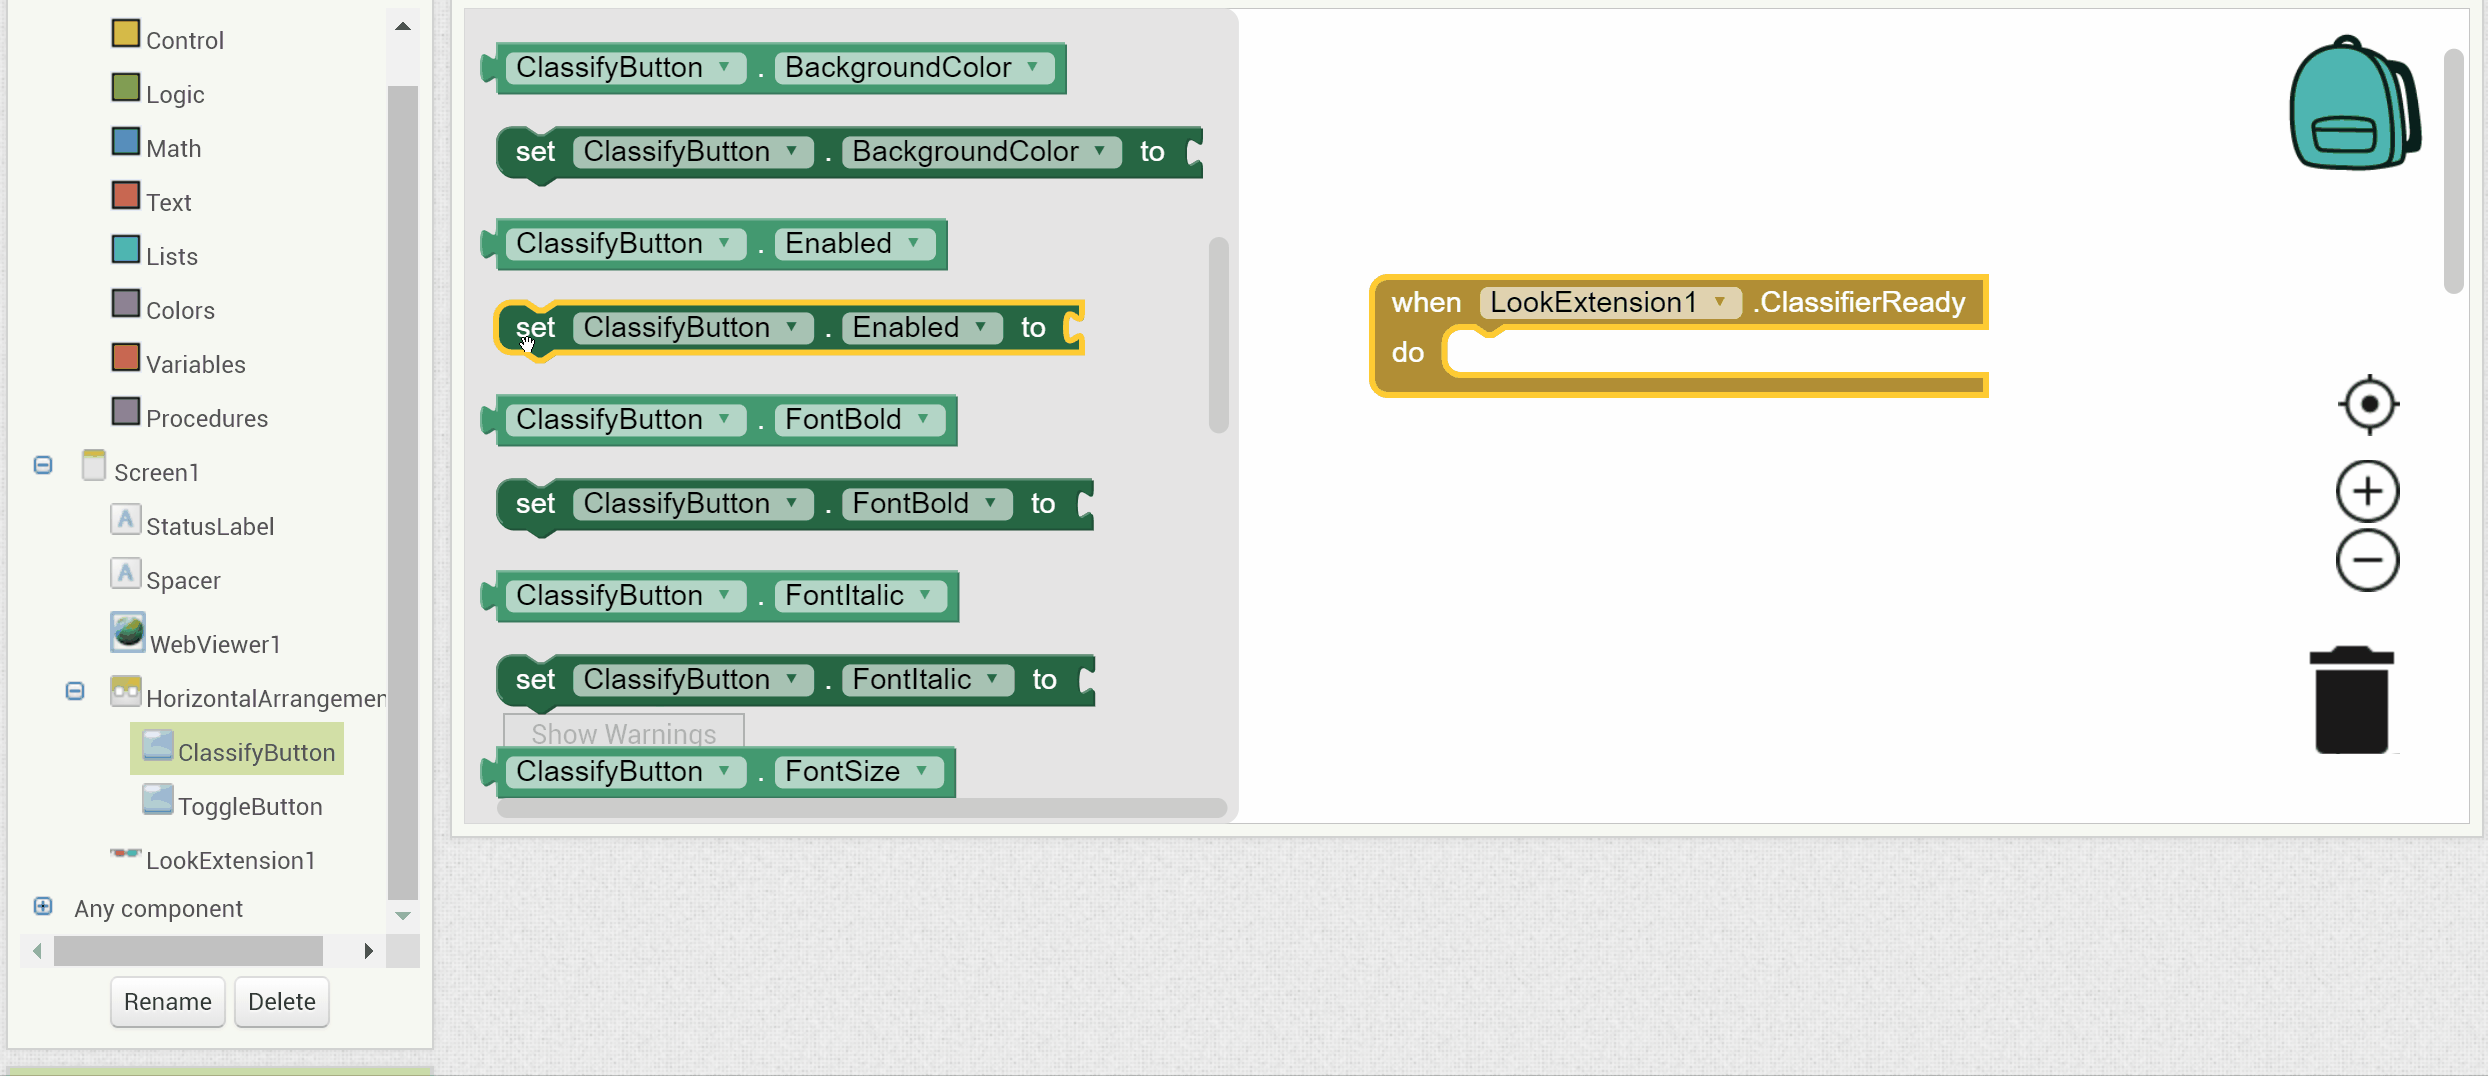 Control
Logic
Math
Text
Lists
Colors
Variables
Procedures
Screen1
A StatusLabel
A Spacer
WebViewer1
HorizontalArrangemen
ClassifyButton
ToggleButton
LookExtension1
Any component
Rename Delete
ClassifyButton . BackgroundColor
set ClassifyButton . BackgroundColor to
ClassifyButton . Enabled
set ClassifyButton . Enabled to
ClassifyButton . FontBold
set ClassifyButton . FontBold to
ClassifyButton . FontItalic
set ClassifyButton . FontItalic to
Show Warnings
ClassifyButton . FontSize
when LookExtension1 .ClassifierReady
do